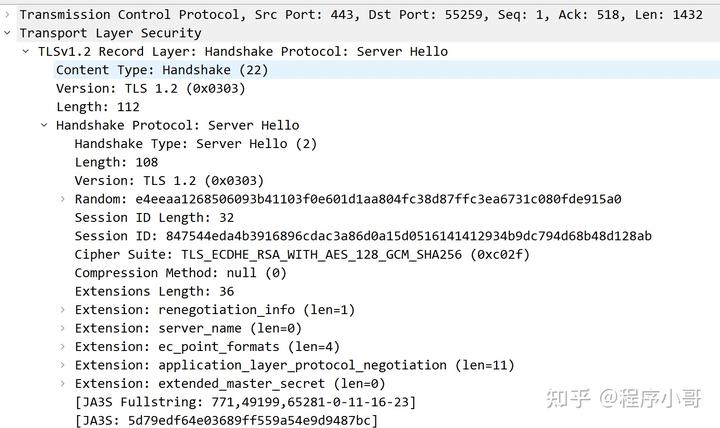 Transmission Control Protocol, Src Port: 443, Dst Port: 55259, Seq: 1, Ack: 518, Len: 1432
Transport Layer Security
TLSv1.2 Record Layer: Handshake Protocol: Server Hello
Content Type: Handshake (22)
Version: TLS 1.2 (0x0303)
Length: 112
Handshake Protocol: Server Hello
Handshake Type: Server Hello (2)
Length: 108
Version: TLS 1.2 (0x0303)
Random: e4eeaa1268506093b41103f0e601d1aa804fc38d87ffc3ea6731c080fde915a0
Session ID Length: 32
Session ID: 847544eda4b3916896cdac3a86d0a15d0516141412934b9dc794d68b48d128ab
Cipher Suite: TLS_ECDHE_RSA_WITH_AES_128_GCM_SHA256 (0xc02f)
Compression Method: null (0)
Extensions Length: 36
Extension: renegotiation_info (len=1)
Extension: server_name (len=0)
Extension: ec_point_formats (len=4)
Extension: application_layer_protocol_negotiation (len=11)
Extension: extended_master_secret (len=0)
[JA3S Fullstring: 771,49199,65281-0-11-16-23]
[JA3S: 5d79edf64e03689ff559a54e9d9487bc]
知乎 @程序小哥